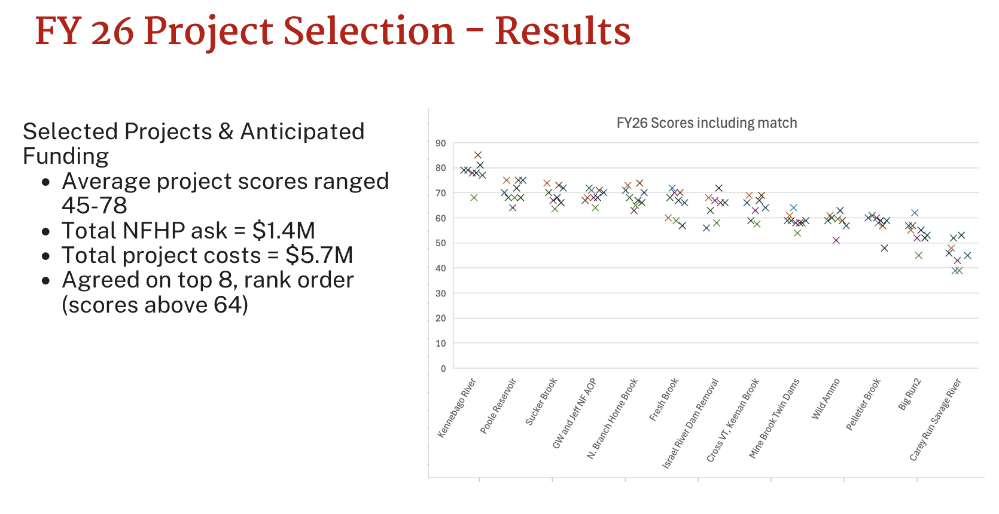 FY 26 Project Selection - Results
Selected Projects & Anticipated
Funding
• Average project scores ranged
45-78
• Total NFHP ask = $1.4M
• Total project costs = $5.7M
• Agreed on top 8, rank order
(scores above 64)
FY26 Scores including match
90
80
70
60
50
40
30
20
10
0
Kennebago River
Poole Reservoir
Sucker Brook
GW and Jeff NF AOP
N. Branch Horne Brook
Fresh Brook
Israel River Dam Removal
Cross VT, Keenan Brook
Mine Brook Twin Dams
Wild Ammo
Pelletier Brook
Big Run2
Carey Run Savage River